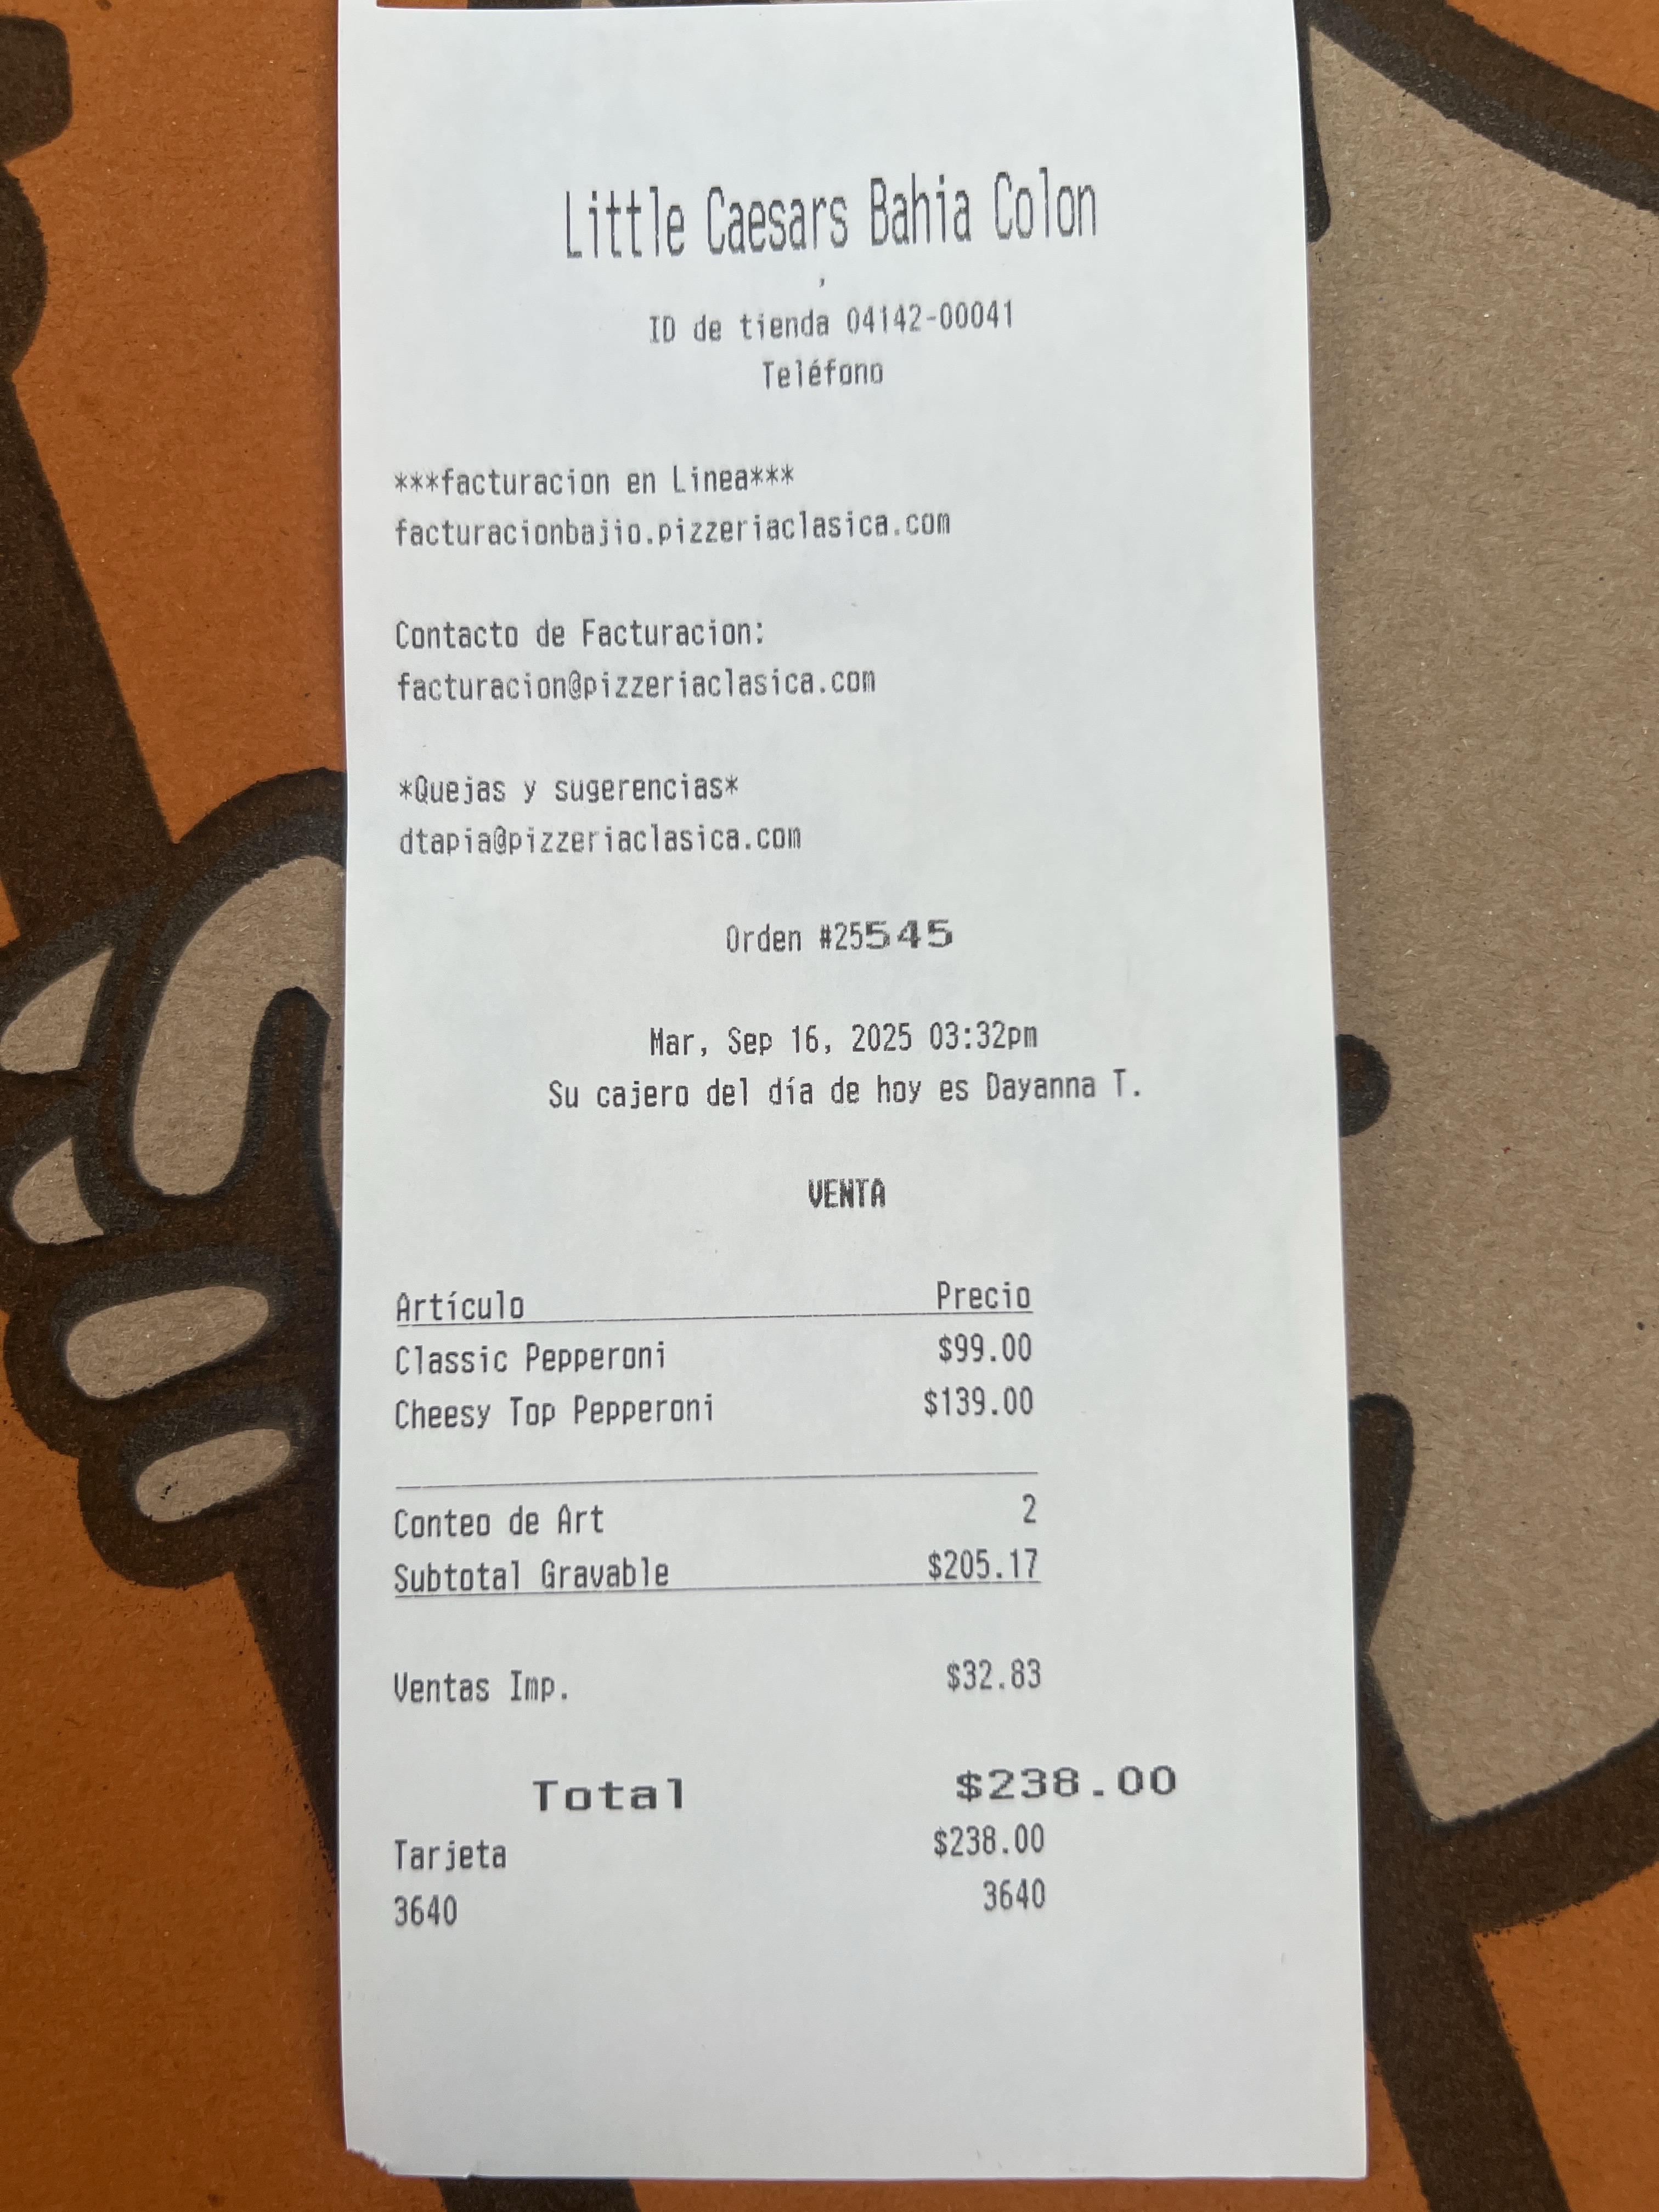 Little Caesars Bahia Colon
,
ID de tienda 04142-00041
Teléfono
***facturacion en Linea***
facturacionbajio.pizzeriaclasica.com
Contacto de Facturacion:
facturacion@pizzeriaclasica.com
*Quejas y sugerencias*
dtapia@pizzeriaclasica.com
Orden #25545
Mar, Sep 16, 2025 03:32pm
Su cajero del día de hoy es Dayanna T.
VENTA
Artículo Precio
Classic Pepperoni $99.00
Cheesy Top Pepperoni $139.00
Conteo de Art 2
Subtotal Gravable $205.17
Ventas Imp. $32.83
Total $238.00
Tarjeta $238.00
3640 3640